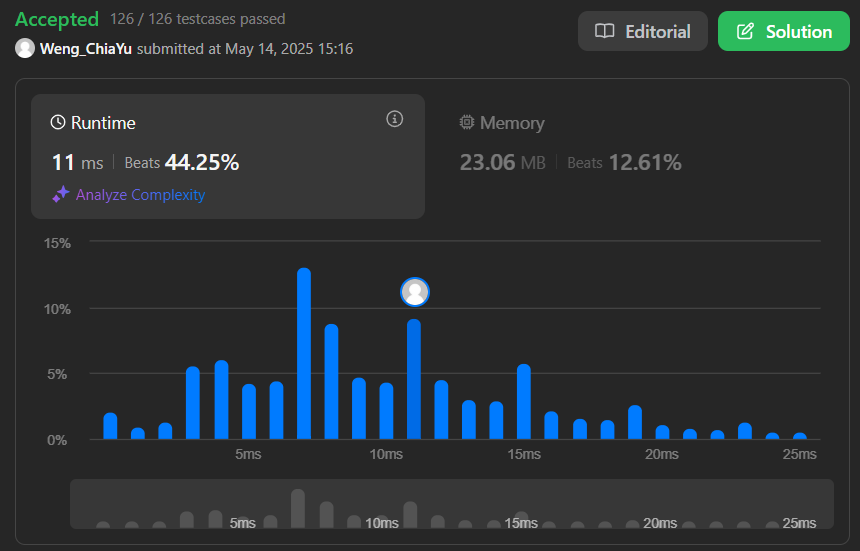 Accepted 126 / 126 testcases passed
Editorial Solution
Weng_ChiaYu submitted at May 14, 2025 15:16
Runtime
11 ms | Beats 44.25%
Analyze Complexity
Memory
23.06 MB | Beats 12.61%
15%
10%
5%
0%
5ms 10ms 15ms 20ms 25ms
5ms 10ms 15ms 20ms 25ms